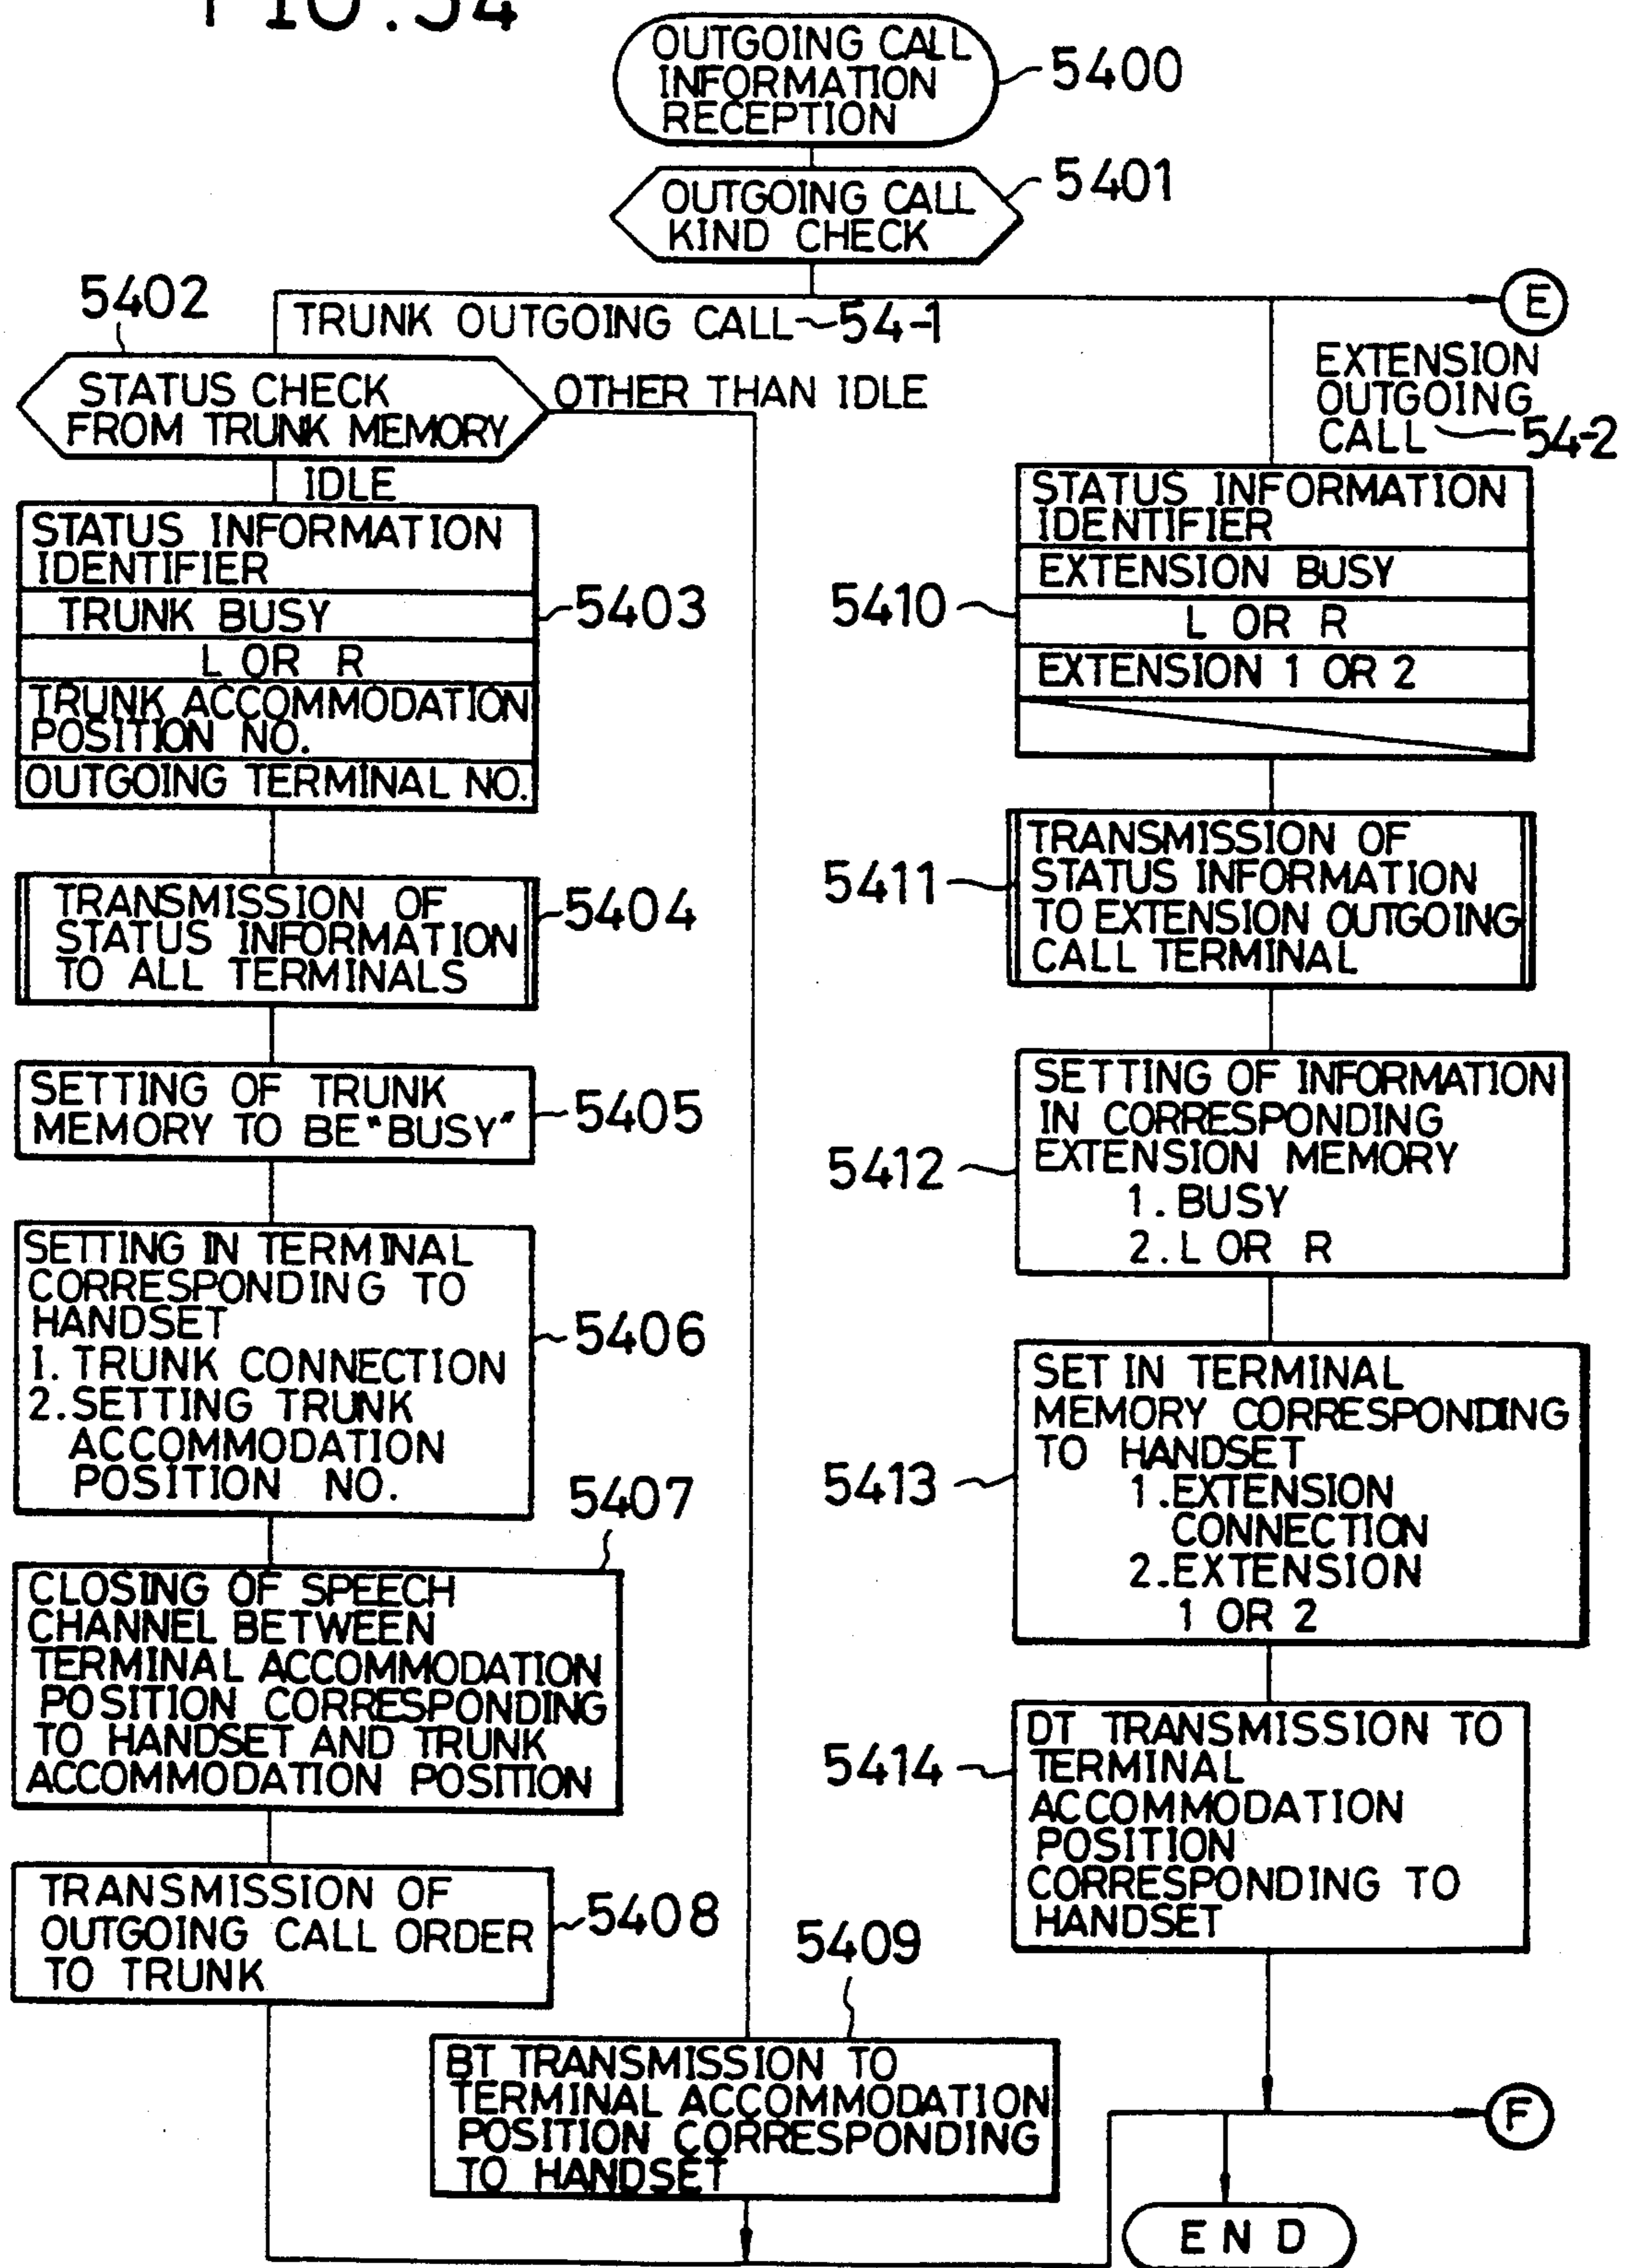 FIG.54
OUTGOING CALL
INFORMATION
RECEPTION
5400
OUTGOING CALL
KIND CHECK
5401
E
5402
TRUNK OUTGOING CALL 54-1
STATUS CHECK
FROM TRUNK MEMORY
OTHER THAN IDLE
IDLE
STATUS INFORMATION
IDENTIFIER
TRUNK BUSY
L OR R
TRUNK ACCOMMODATION
POSITION NO.
OUTGOING TERMINAL NO.
5403
TRANSMISSION OF
STATUS INFORMATION
TO ALL TERMINALS
5404
SETTING OF TRUNK
MEMORY TO BE "BUSY"
5405
SETTING IN TERMINAL
CORRESPONDING TO
HANDSET
1. TRUNK CONNECTION
2. SETTING TRUNK
ACCOMMODATION
POSITION NO.
5406
5407
CLOSING OF SPEECH
CHANNEL BETWEEN
TERMINAL ACCOMMODATION
POSITION CORRESPONDING
TO HANDSET AND TRUNK
ACCOMMODATION POSITION
TRANSMISSION OF
OUTGOING CALL ORDER
TO TRUNK
5408
5409
BT TRANSMISSION TO
TERMINAL ACCOMMODATION
POSITION CORRESPONDING
TO HANDSET
EXTENSION
OUTGOING
CALL 54-2
STATUS INFORMATION
IDENTIFIER
EXTENSION BUSY
L OR R
EXTENSION 1 OR 2
5410
TRANSMISSION OF
STATUS INFORMATION
TO EXTENSION OUTGOING
CALL TERMINAL
5411
SETTING OF INFORMATION
IN CORRESPONDING
EXTENSION MEMORY
1. BUSY
2. L OR R
5412
SET IN TERMINAL
MEMORY CORRESPONDING
TO HANDSET
1. EXTENSION
CONNECTION
2. EXTENSION
1 OR 2
5413
DT TRANSMISSION TO
TERMINAL
ACCOMMODATION
POSITION
CORRESPONDING TO
HANDSET
5414
F
END